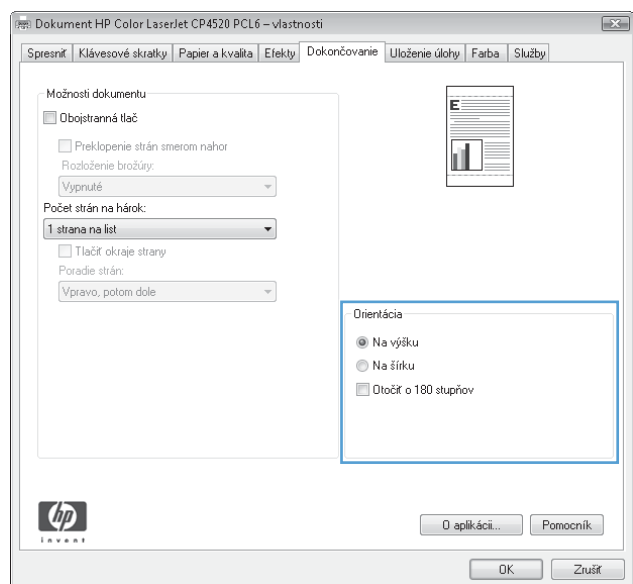 Dokument HP Color LaserJet CP4520 PCL6 – vlastnosti
Spresniť Klávesové skratky Papier a kvalita Efekty Dokončovanie Uloženie úlohy Farba Služby
Možnosti dokumentu
Obojstranná tlač
Preklopenie strán smerom nahor
Rozloženie brožúry:
Vypnuté
Počet strán na hárok:
1 strana na list
Tlačiť okraje strany
Poradie strán:
Vpravo, potom dole
E
Orientácia
Na výšku
Na šírku
Otočiť o 180 stupňov
hp
invent
O aplikácii... Pomocník
OK Zrušiť